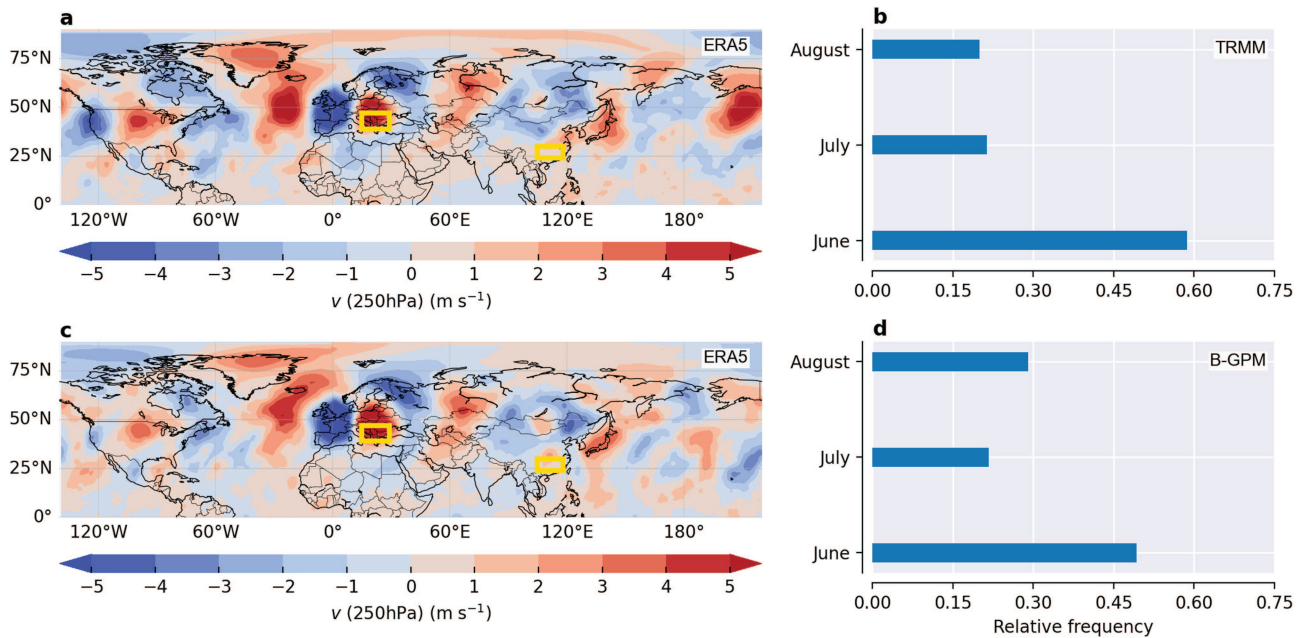 a
ERA5
75°N
50°N
25°N
0°
120°W 60°W 0° 60°E 120°E 180°
−5 −4 −3 −2 −1 0 1 2 3 4 5
v (250hPa) (m s⁻¹)
b
TRMM
August
July
June
0.00 0.15 0.30 0.45 0.60 0.75
c
ERA5
75°N
50°N
25°N
0°
120°W 60°W 0° 60°E 120°E 180°
−5 −4 −3 −2 −1 0 1 2 3 4 5
v (250hPa) (m s⁻¹)
d
B-GPM
August
July
June
0.00 0.15 0.30 0.45 0.60 0.75
Relative frequency